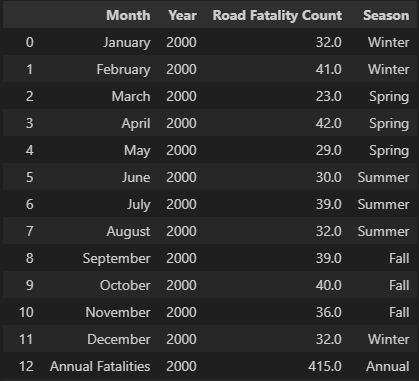 Month Year Road Fatality Count Season
0 January 2000 32.0 Winter
1 February 2000 41.0 Winter
2 March 2000 23.0 Spring
3 April 2000 42.0 Spring
4 May 2000 29.0 Spring
5 June 2000 30.0 Summer
6 July 2000 39.0 Summer
7 August 2000 32.0 Summer
8 September 2000 39.0 Fall
9 October 2000 40.0 Fall
10 November 2000 36.0 Fall
11 December 2000 32.0 Winter
12 Annual Fatalities 2000 415.0 Annual